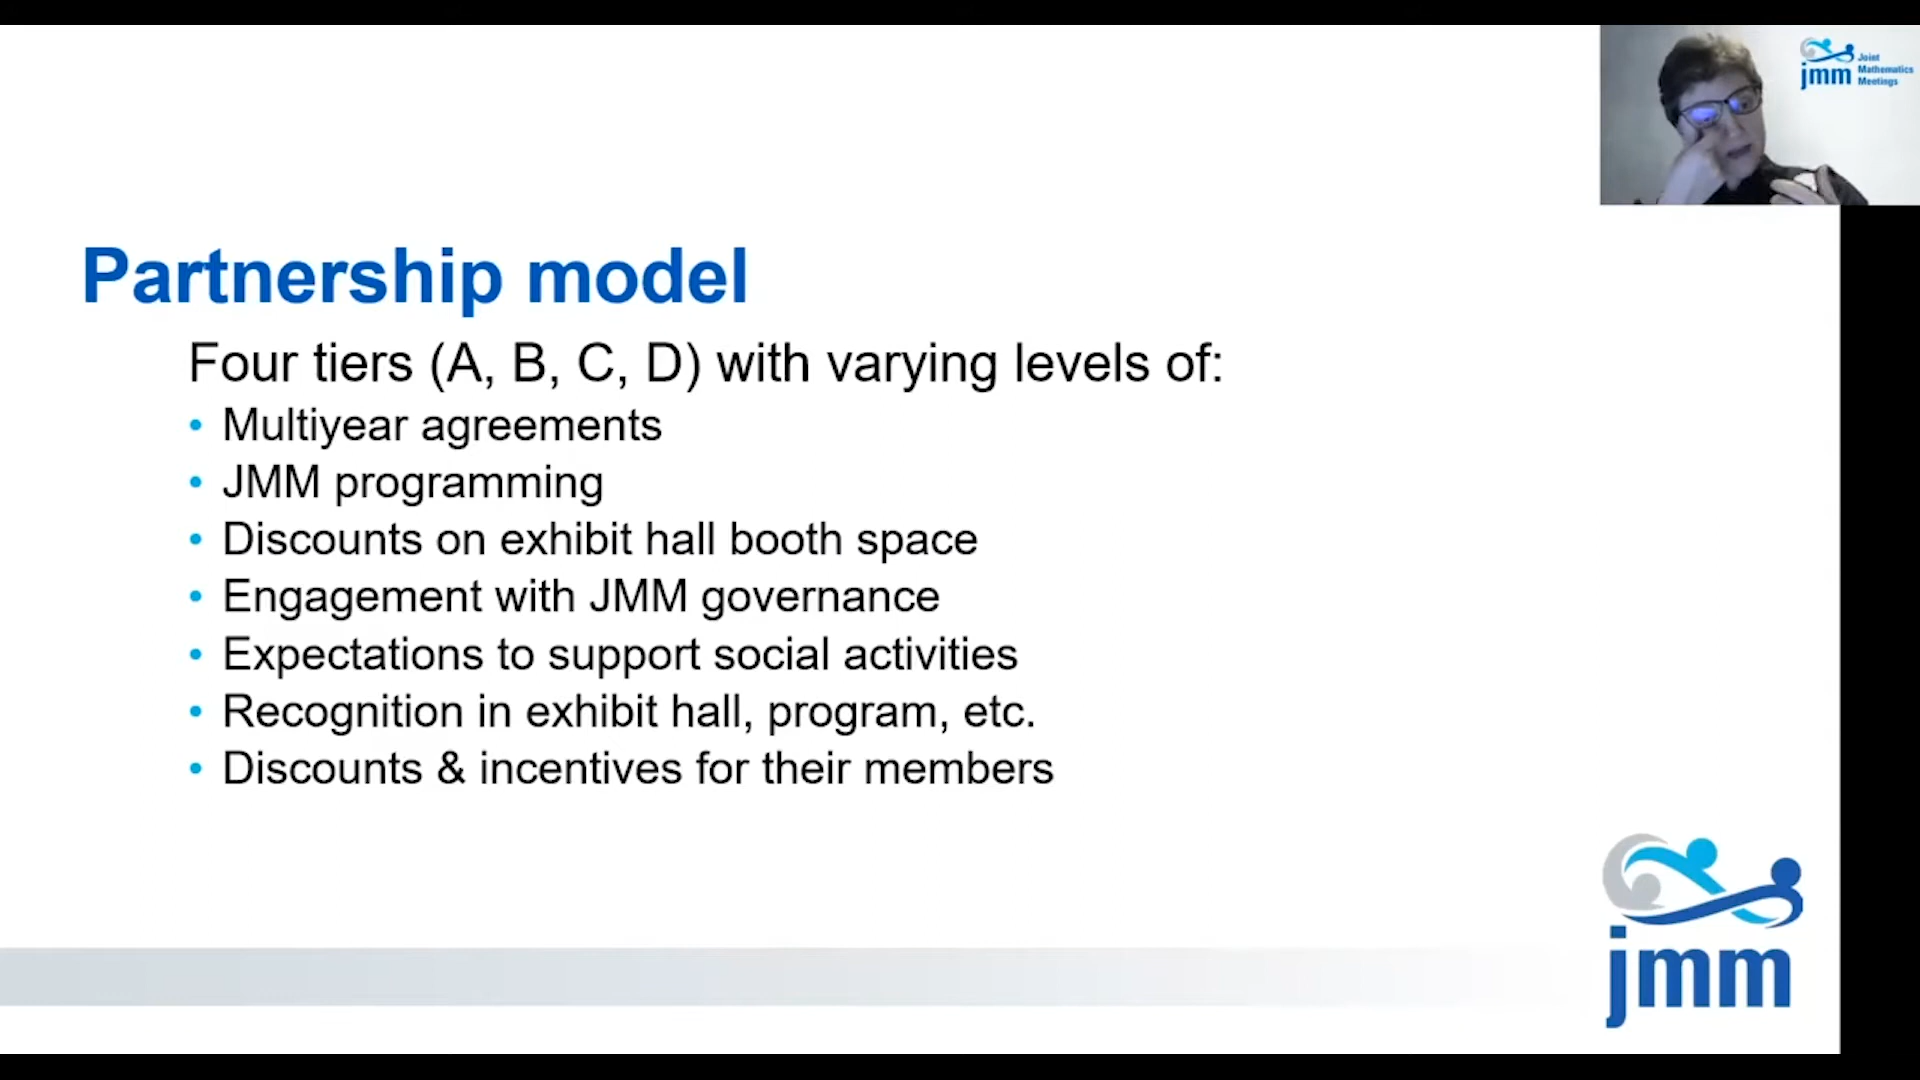 jmm Joint
Mathematics
Meetings
Partnership model
Four tiers (A, B, C, D) with varying levels of:
• Multiyear agreements
• JMM programming
• Discounts on exhibit hall booth space
• Engagement with JMM governance
• Expectations to support social activities
• Recognition in exhibit hall, program, etc.
• Discounts & incentives for their members
jmm